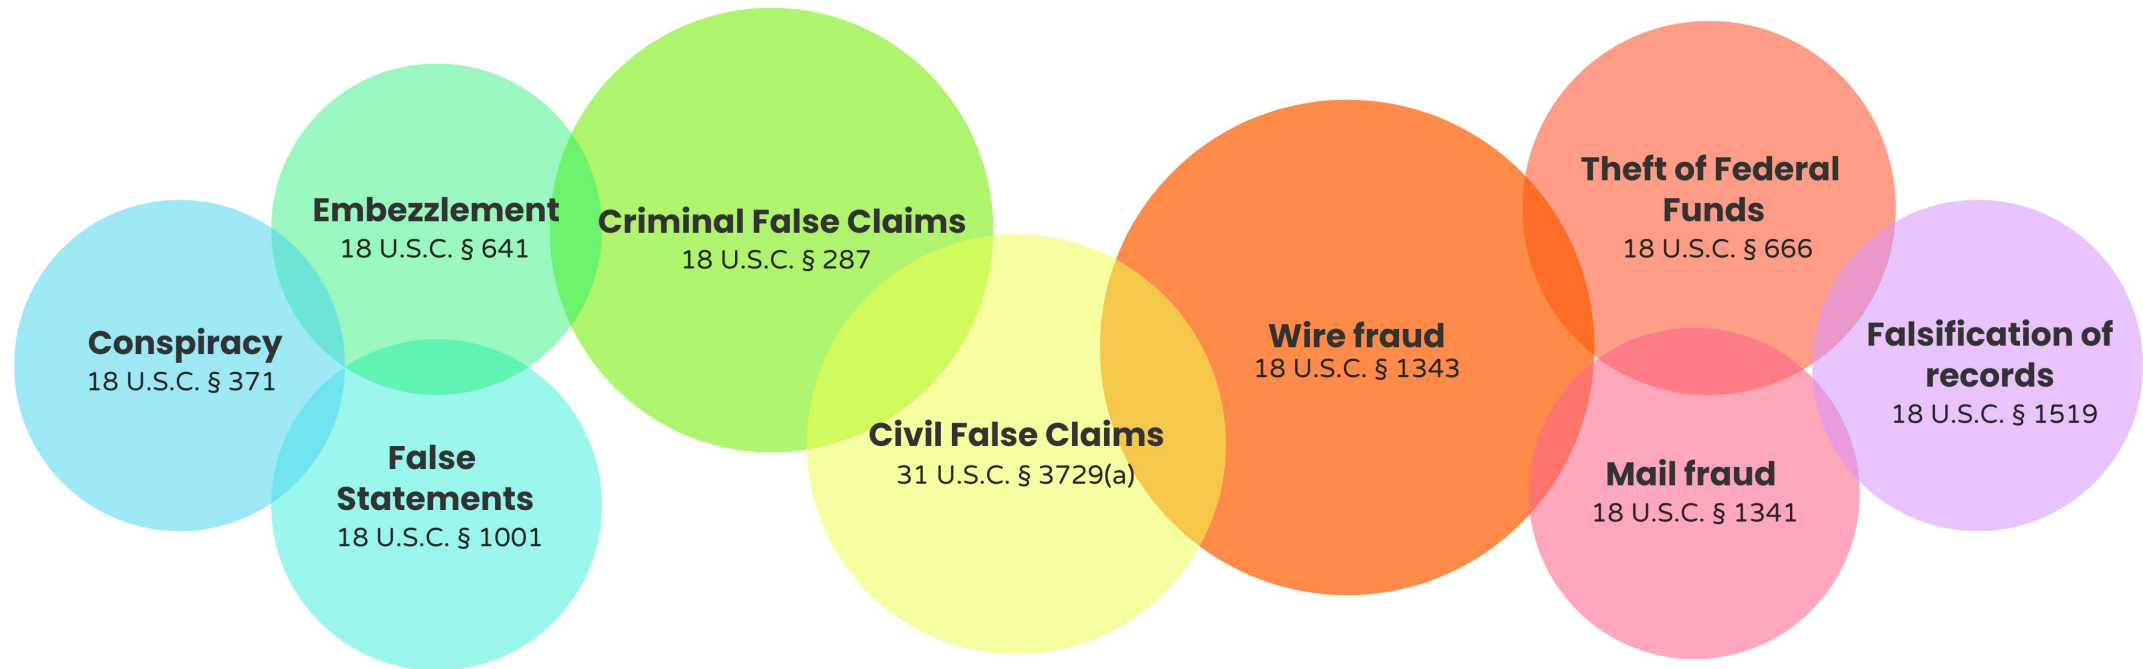 Conspiracy
18 U.S.C. § 371
Embezzlement
18 U.S.C. § 641
False
Statements
18 U.S.C. § 1001
Criminal False Claims
18 U.S.C. § 287
Civil False Claims
31 U.S.C. § 3729(a)
Wire fraud
18 U.S.C. § 1343
Theft of Federal
Funds
18 U.S.C. § 666
Mail fraud
18 U.S.C. § 1341
Falsification of
records
18 U.S.C. § 1519